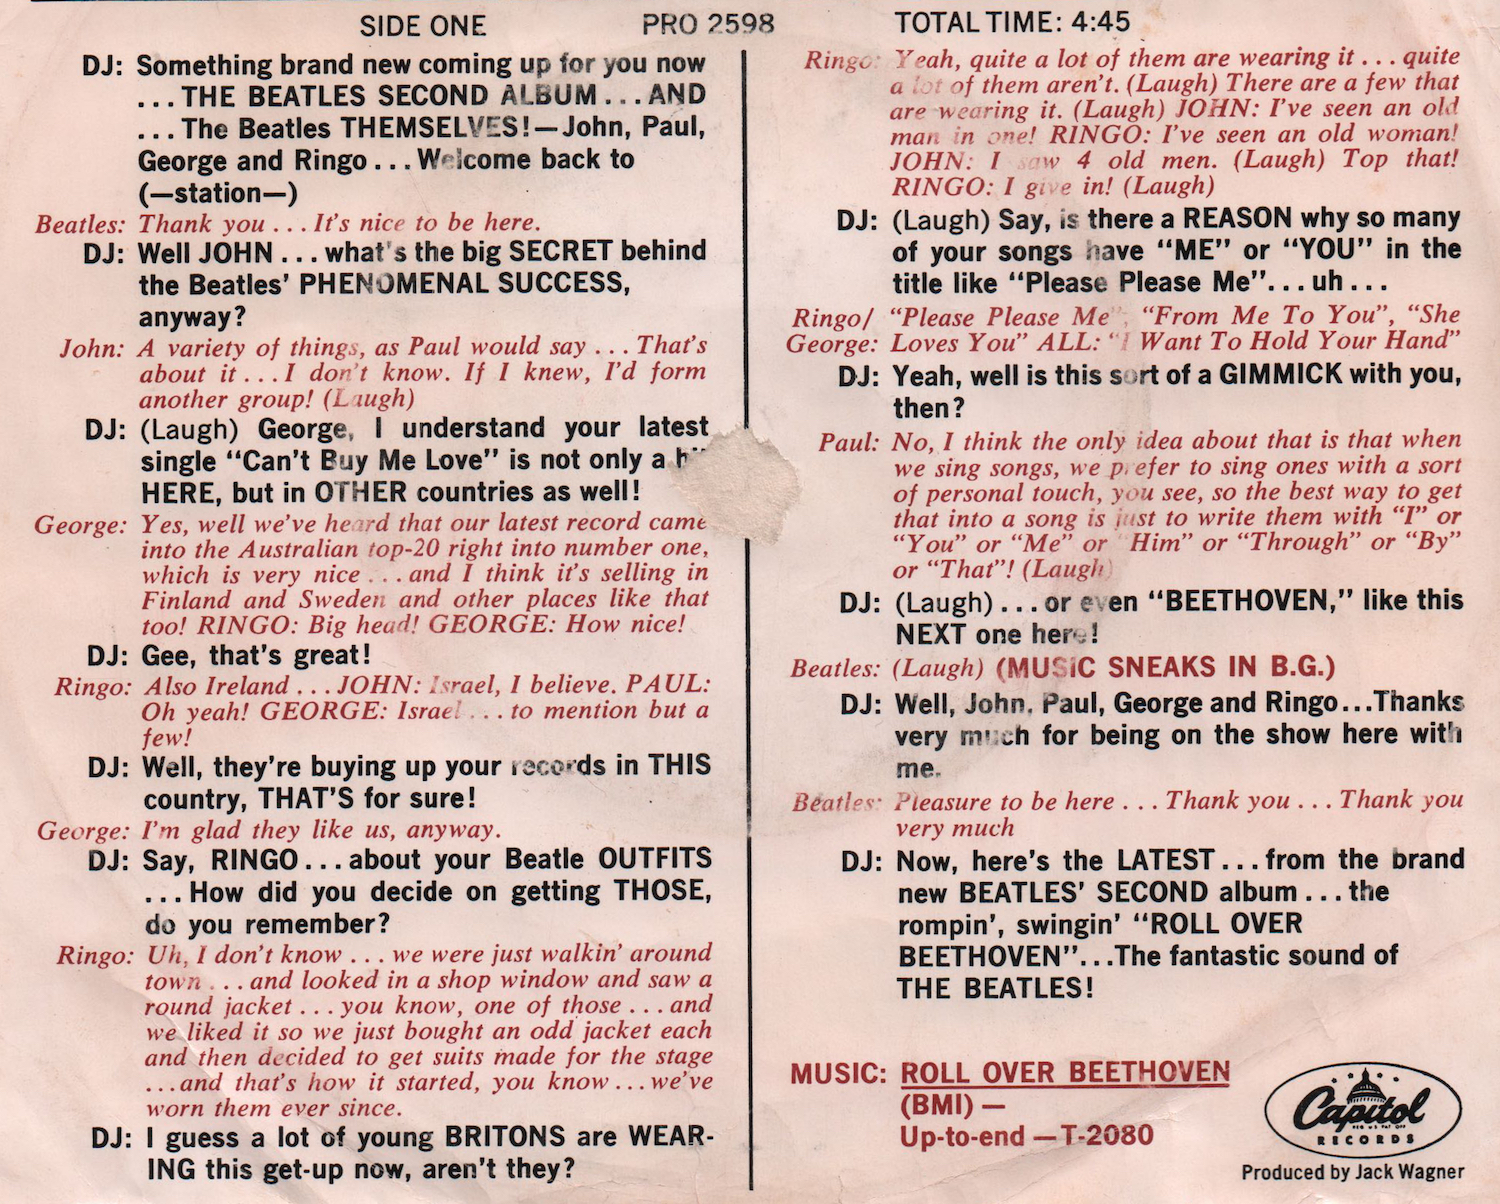 SIDE ONE PRO 2598 TOTAL TIME: 4:45
DJ: Something brand new coming up for you now
...THE BEATLES SECOND ALBUM...AND
...The Beatles THEMSELVES!—John, Paul,
George and Ringo...Welcome back to
(—station—)
Beatles: Thank you...It's nice to be here.
DJ: Well JOHN...what's the big SECRET behind
the Beatles' PHENOMENAL SUCCESS,
anyway?
John: A variety of things, as Paul would say...That's
about it...I don't know. If I knew, I'd form
another group! (Laugh)
DJ: (Laugh) George, I understand your latest
single "Can't Buy Me Love" is not only a
HERE, but in OTHER countries as well!
George: Yes, well we've heard that our latest record came
into the Australian top-20 right into number one,
which is very nice...and I think it's selling in
Finland and Sweden and other places like that
too! RINGO: Big head! GEORGE: How nice!
DJ: Gee, that's great!
Ringo: Also Ireland...JOHN: Israel, I believe. PAUL:
Oh yeah! GEORGE: Israel...to mention but a
few!
DJ: Well, they're buying up your records in THIS
country, THAT'S for sure!
George: I'm glad they like us, anyway.
DJ: Say, RINGO...about your Beatle OUTFITS
...How did you decide on getting THOSE,
do you remember?
Ringo: Uh, I don't know...we were just walkin' around
town...and looked in a shop window and saw a
round jacket...you know, one of those...and
we liked it so we just bought an odd jacket each
and then decided to get suits made for the stage
...and that's how it started, you know...we've
worn them ever since.
DJ: I guess a lot of young BRITONS are WEAR-
ING this get-up now, aren't they?
Ringo: Yeah, quite a lot of them are wearing it...quite
a lot of them aren't. (Laugh) There are a few that
are wearing it. (Laugh) JOHN: I've seen an old
man in one! RINGO: I've seen an old woman!
JOHN: I saw 4 old men. (Laugh) Top that!
RINGO: I give in! (Laugh)
DJ: (Laugh) Say, is there a REASON why so many
of your songs have "ME" or "YOU" in the
title like "Please Please Me"...uh...
Ringo/ "Please Please Me", "From Me To You", "She
George: Loves You" ALL: "I Want To Hold Your Hand"
DJ: Yeah, well is this sort of a GIMMICK with you,
then?
Paul: No, I think the only idea about that is that when
we sing songs, we prefer to sing ones with a sort
of personal touch, you see, so the best way to get
that into a song is just to write them with "I" or
"You" or "Me" or "Him" or "Through" or "By"
or "That"! (Laugh)
DJ: (Laugh)...or even "BEETHOVEN," like this
NEXT one here!
Beatles: (Laugh) (MUSIC SNEAKS IN B.G.)
DJ: Well, John, Paul, George and Ringo...Thanks
very much for being on the show here with
me.
Beatles: Pleasure to be here...Thank you...Thank you
very much
DJ: Now, here's the LATEST...from the brand
new BEATLES' SECOND album...the
rompin', swingin' "ROLL OVER
BEETHOVEN"...The fantastic sound of
THE BEATLES!
MUSIC: ROLL OVER BEETHOVEN
(BMI) —
Up-to-end —T-2080
Capitol
RECORDS
Produced by Jack Wagner